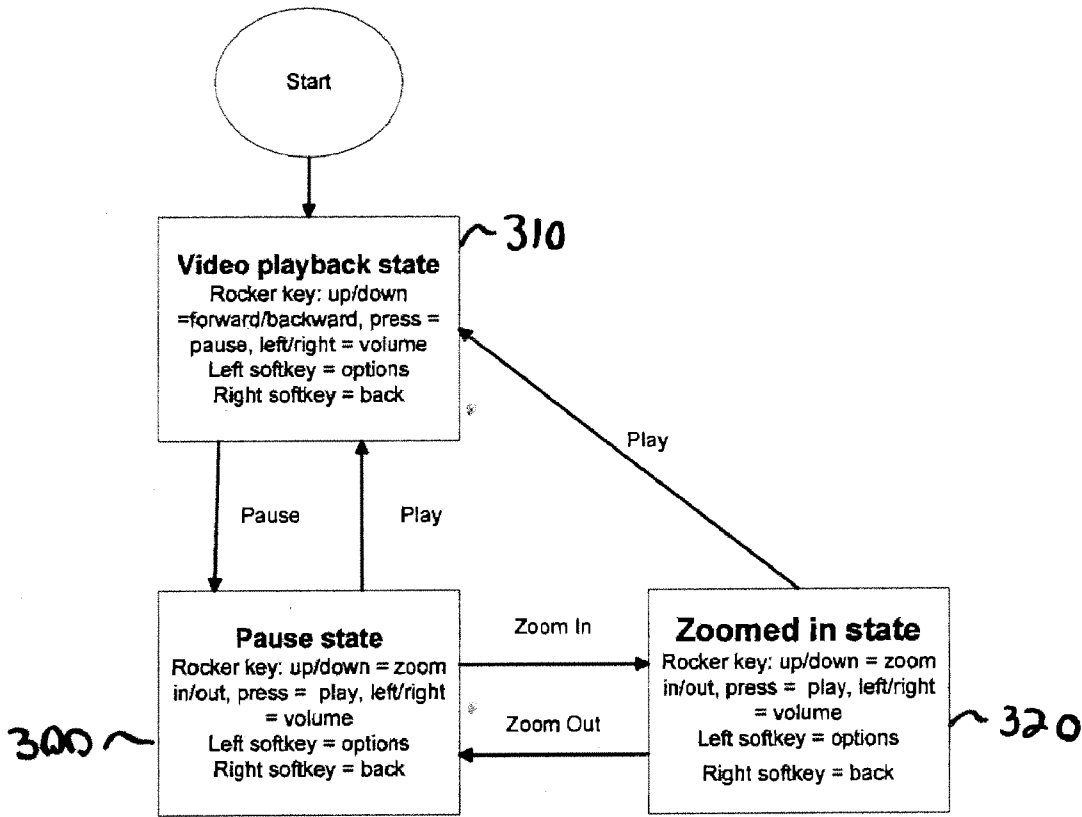 Start
310
Video playback state
Rocker key: up/down
=forward/backward, press =
pause, left/right = volume
Left softkey = options
Right softkey = back
Play
Pause
Play
Pause state
Rocker key: up/down = zoom
in/out, press = play, left/right
= volume
Left softkey = options
Right softkey = back
300
Zoom In
Zoom Out
Zoomed in state
Rocker key: up/down = zoom
in/out, press = play, left/right
= volume
Left softkey = options
Right softkey = back
320